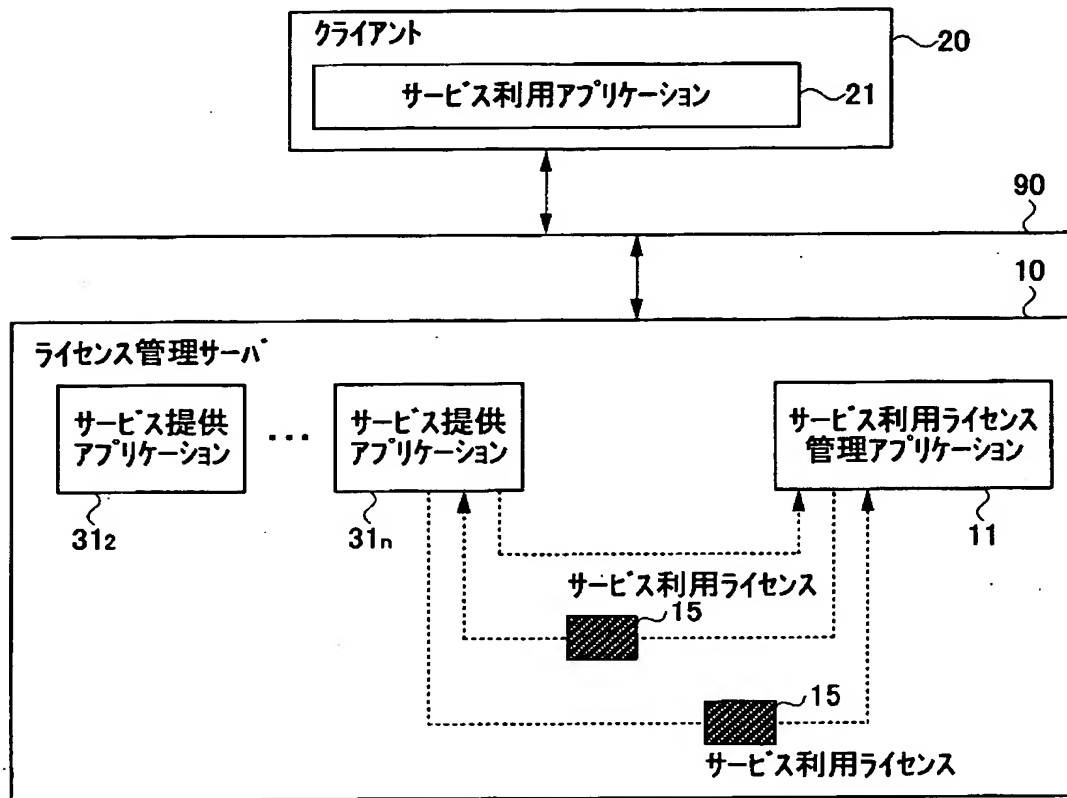 クライアント
20
サービス利用アプリケーション
21
90
10
ライセンス管理サーバ
サービス提供
アプリケーション
...
サービス提供
アプリケーション
サービス利用ライセンス
管理アプリケーション
31₂
31ₙ
11
サービス利用ライセンス
15
15
サービス利用ライセンス